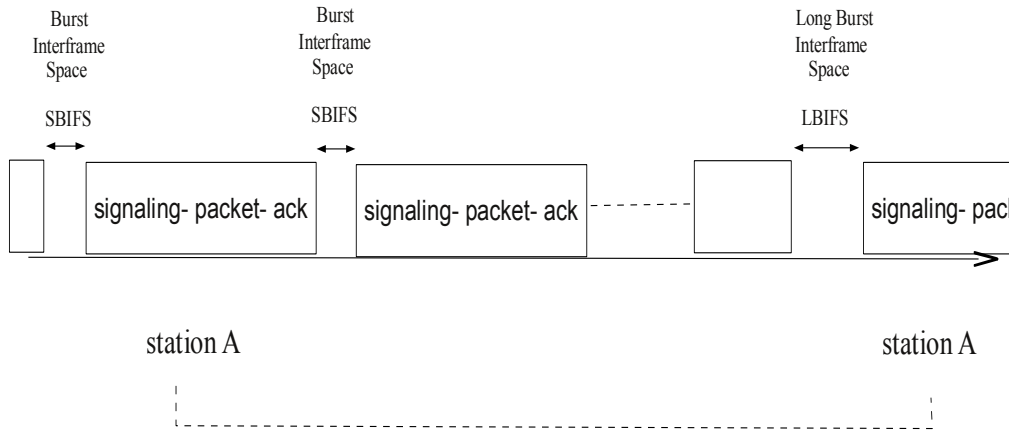 Burst
Interframe
Space
SBIFS
Burst
Interframe
Space
SBIFS
Long Burst
Interframe
Space
LBIFS
signaling- packet- ack
signaling- packet- ack
signaling- pac
station A
station A